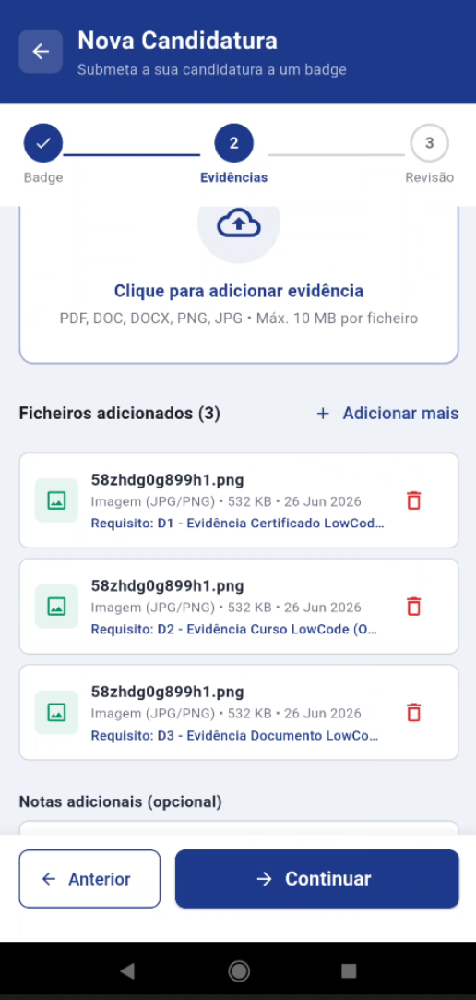 Nova Candidatura
Submeta a sua candidatura a um badge
2
3
Badge
Evidências
Revisão
Clique para adicionar evidência
PDF, DOC, DOCX, PNG, JPG • Máx. 10 MB por ficheiro
Ficheiros adicionados (3)
+ Adicionar mais
58zhdg0g899h1.png
Imagem (JPG/PNG) • 532 KB • 26 Jun 2026
Requisito: D1 - Evidência Certificado LowCod...
58zhdg0g899h1.png
Imagem (JPG/PNG) • 532 KB • 26 Jun 2026
Requisito: D2 - Evidência Curso LowCode (O...
58zhdg0g899h1.png
Imagem (JPG/PNG) • 532 KB • 26 Jun 2026
Requisito: D3 - Evidência Documento LowCo...
Notas adicionais (opcional)
← Anterior
→ Continuar